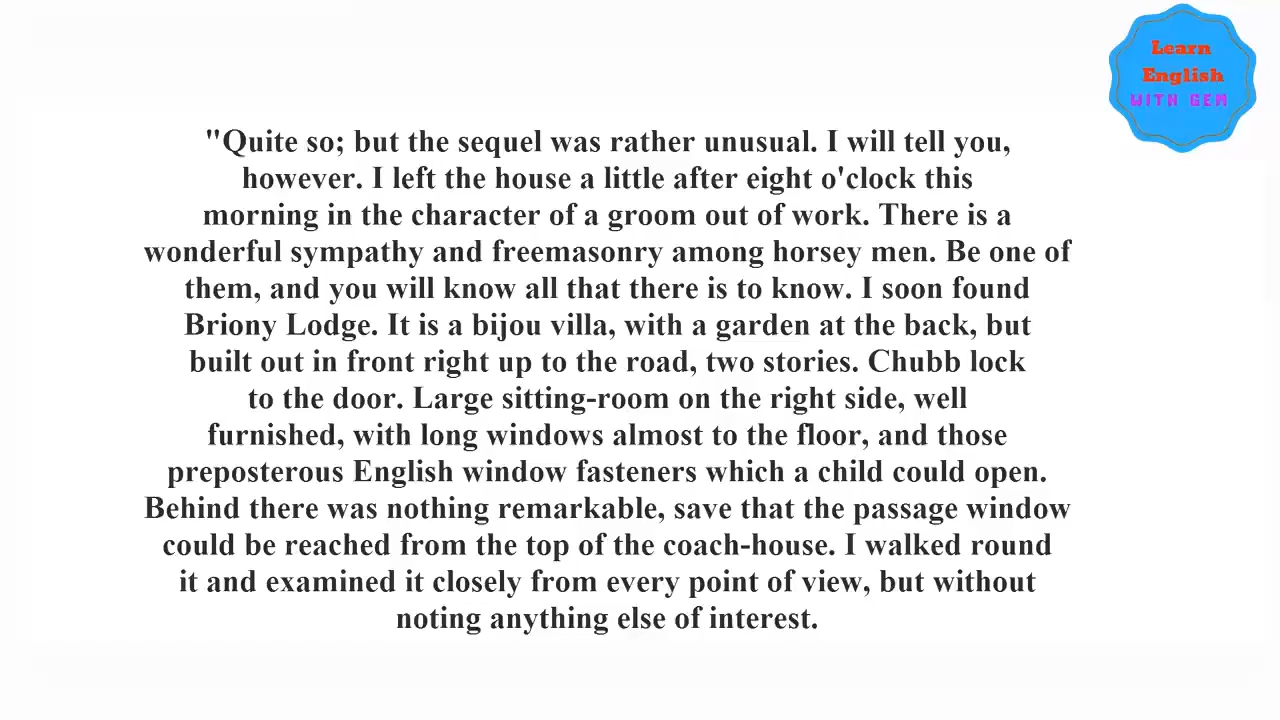 Learn
English
WITH GEM
"Quite so; but the sequel was rather unusual. I will tell you,
however. I left the house a little after eight o'clock this
morning in the character of a groom out of work. There is a
wonderful sympathy and freemasonry among horsey men. Be one of
them, and you will know all that there is to know. I soon found
Briony Lodge. It is a bijou villa, with a garden at the back, but
built out in front right up to the road, two stories. Chubb lock
to the door. Large sitting-room on the right side, well
furnished, with long windows almost to the floor, and those
preposterous English window fasteners which a child could open.
Behind there was nothing remarkable, save that the passage window
could be reached from the top of the coach-house. I walked round
it and examined it closely from every point of view, but without
noting anything else of interest.